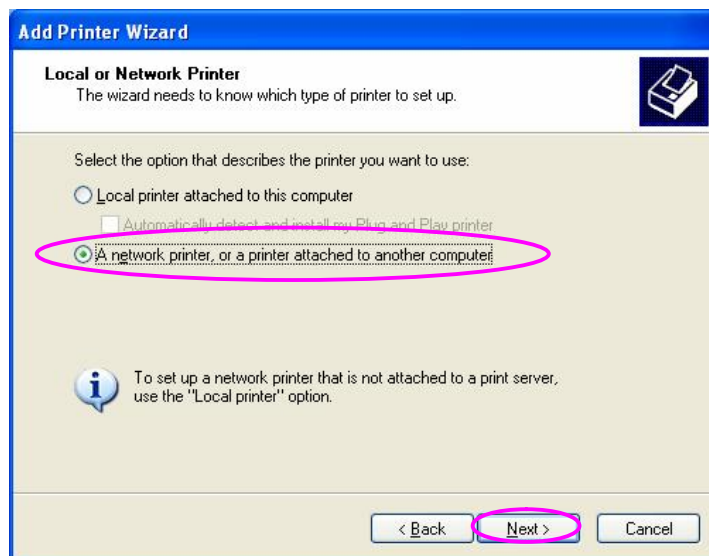 Add Printer Wizard
Local or Network Printer
The wizard needs to know which type of printer to set up.
Select the option that describes the printer you want to use:
Local printer attached to this computer
Automatically detect and install my Plug and Play printer
A network printer, or a printer attached to another computer
To set up a network printer that is not attached to a print server,
use the "Local printer" option.
< Back Next > Cancel